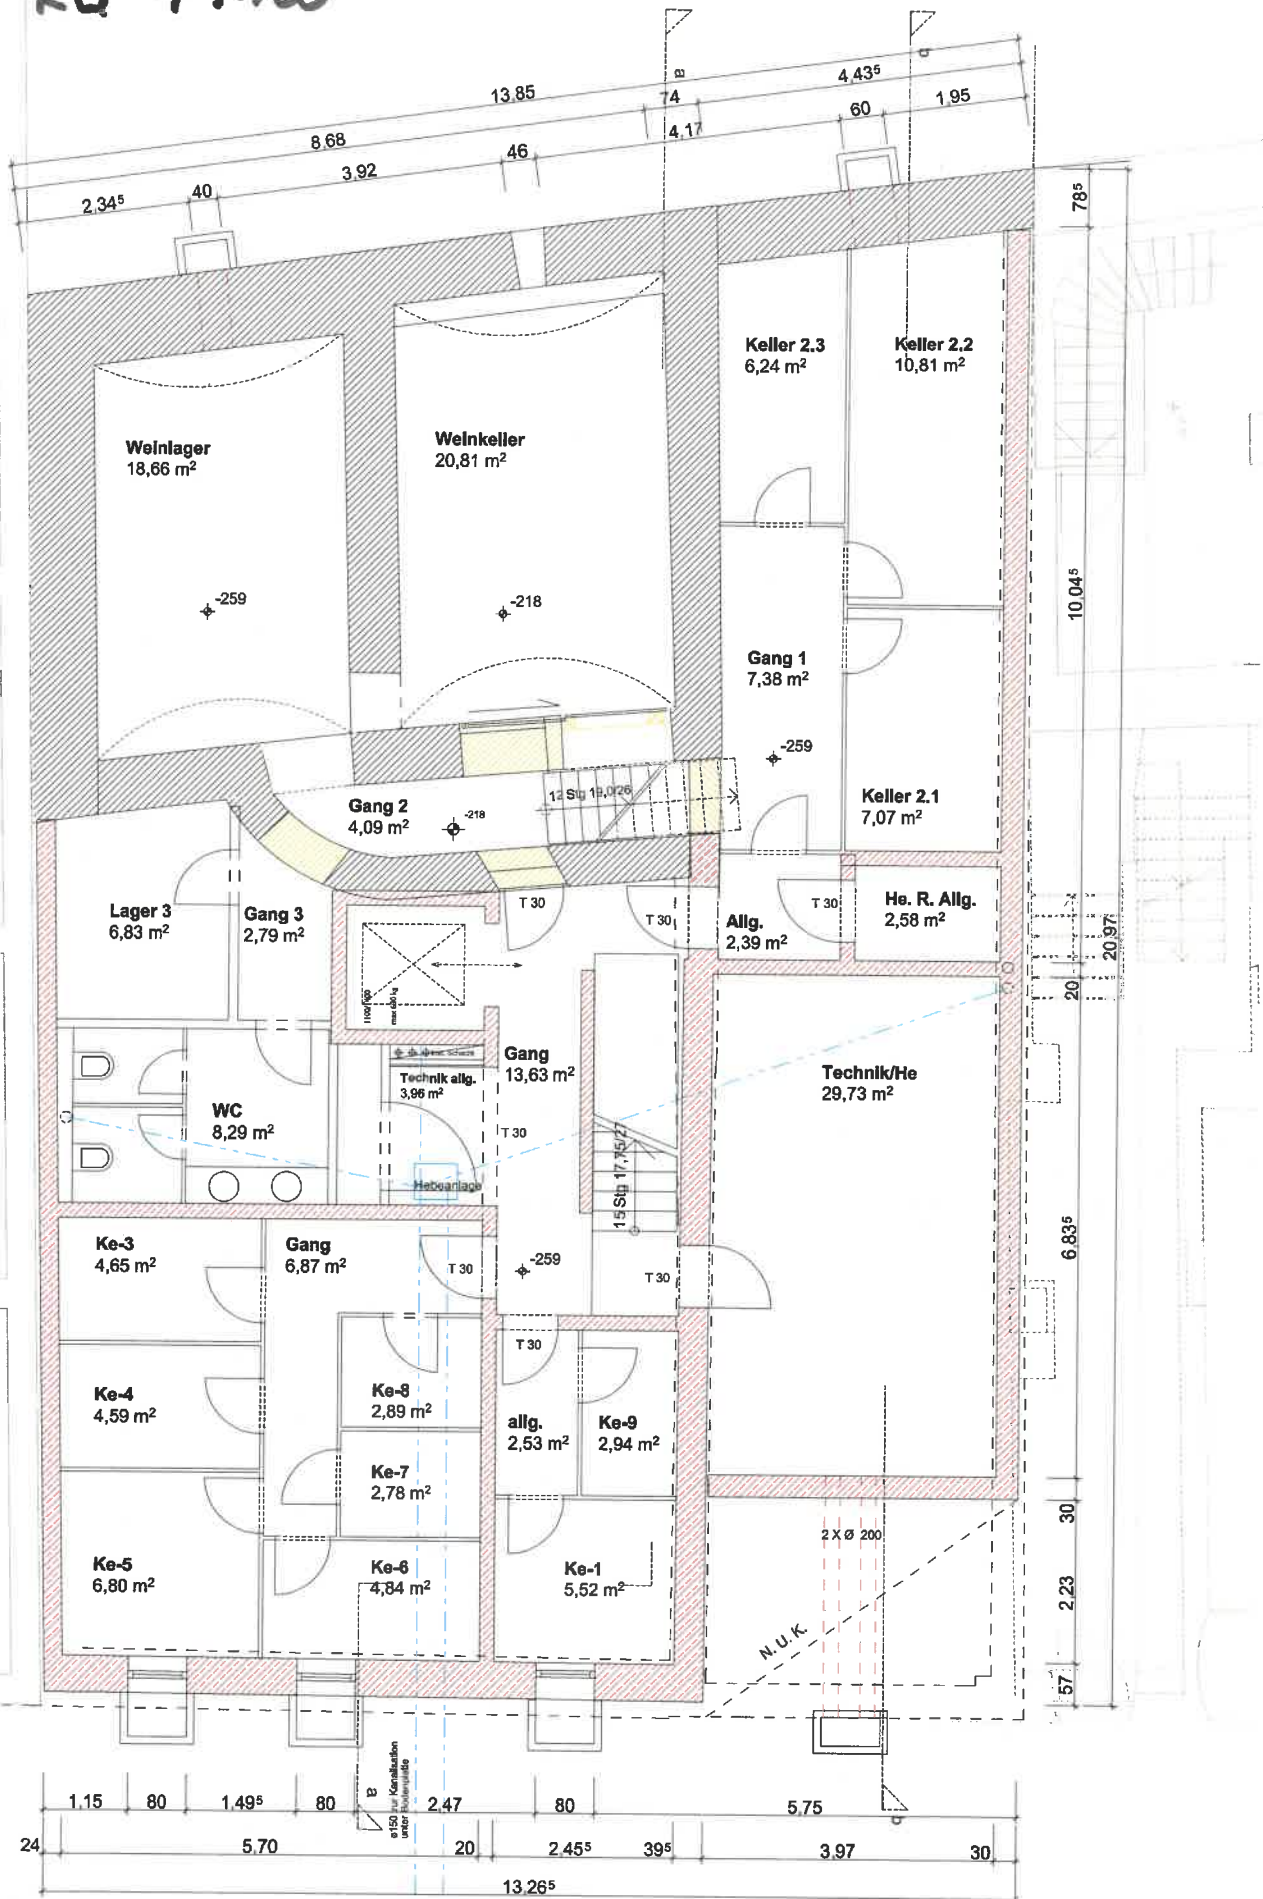 13,85
4,43⁵
74
60
1,95
8,68
4,17
46
3,92
40
2,34⁵
a
b
78⁵
Keller 2.3
6,24 m²
Keller 2.2
10,81 m²
Weinlager
18,66 m²
Weinkeller
20,81 m²
-259
-218
10,04⁵
Gang 1
7,38 m²
-259
12 Stg 19,0/26
Gang 2
4,09 m²
-218
Keller 2.1
7,07 m²
Lager 3
6,83 m²
Gang 3
2,79 m²
T 30
T 30
Allg.
2,39 m²
T 30
He. R. Allg.
2,58 m²
20,97
20
Gang
13,63 m²
Technik allg.
3,96 m²
Technik/He
29,73 m²
WC
8,29 m²
T 30
15 Stg 17,75/27
Hebeanlage
Ke-3
4,65 m²
Gang
6,87 m²
T 30
-259
T 30
6,83⁵
T 30
Ke-4
4,59 m²
Ke-8
2,89 m²
allg.
2,53 m²
Ke-9
2,94 m²
Ke-7
2,78 m²
2 X Ø 200
30
Ke-5
6,80 m²
Ke-6
4,84 m²
Ke-1
5,52 m²
2,23
N.U.K.
57
a
ø150 zur Kanalisation
unter Bodenplatte
b
1,15
80
1,49⁵
80
2,47
80
5,75
24
5,70
20
2,45⁵
39⁵
3,97
30
13,26⁵